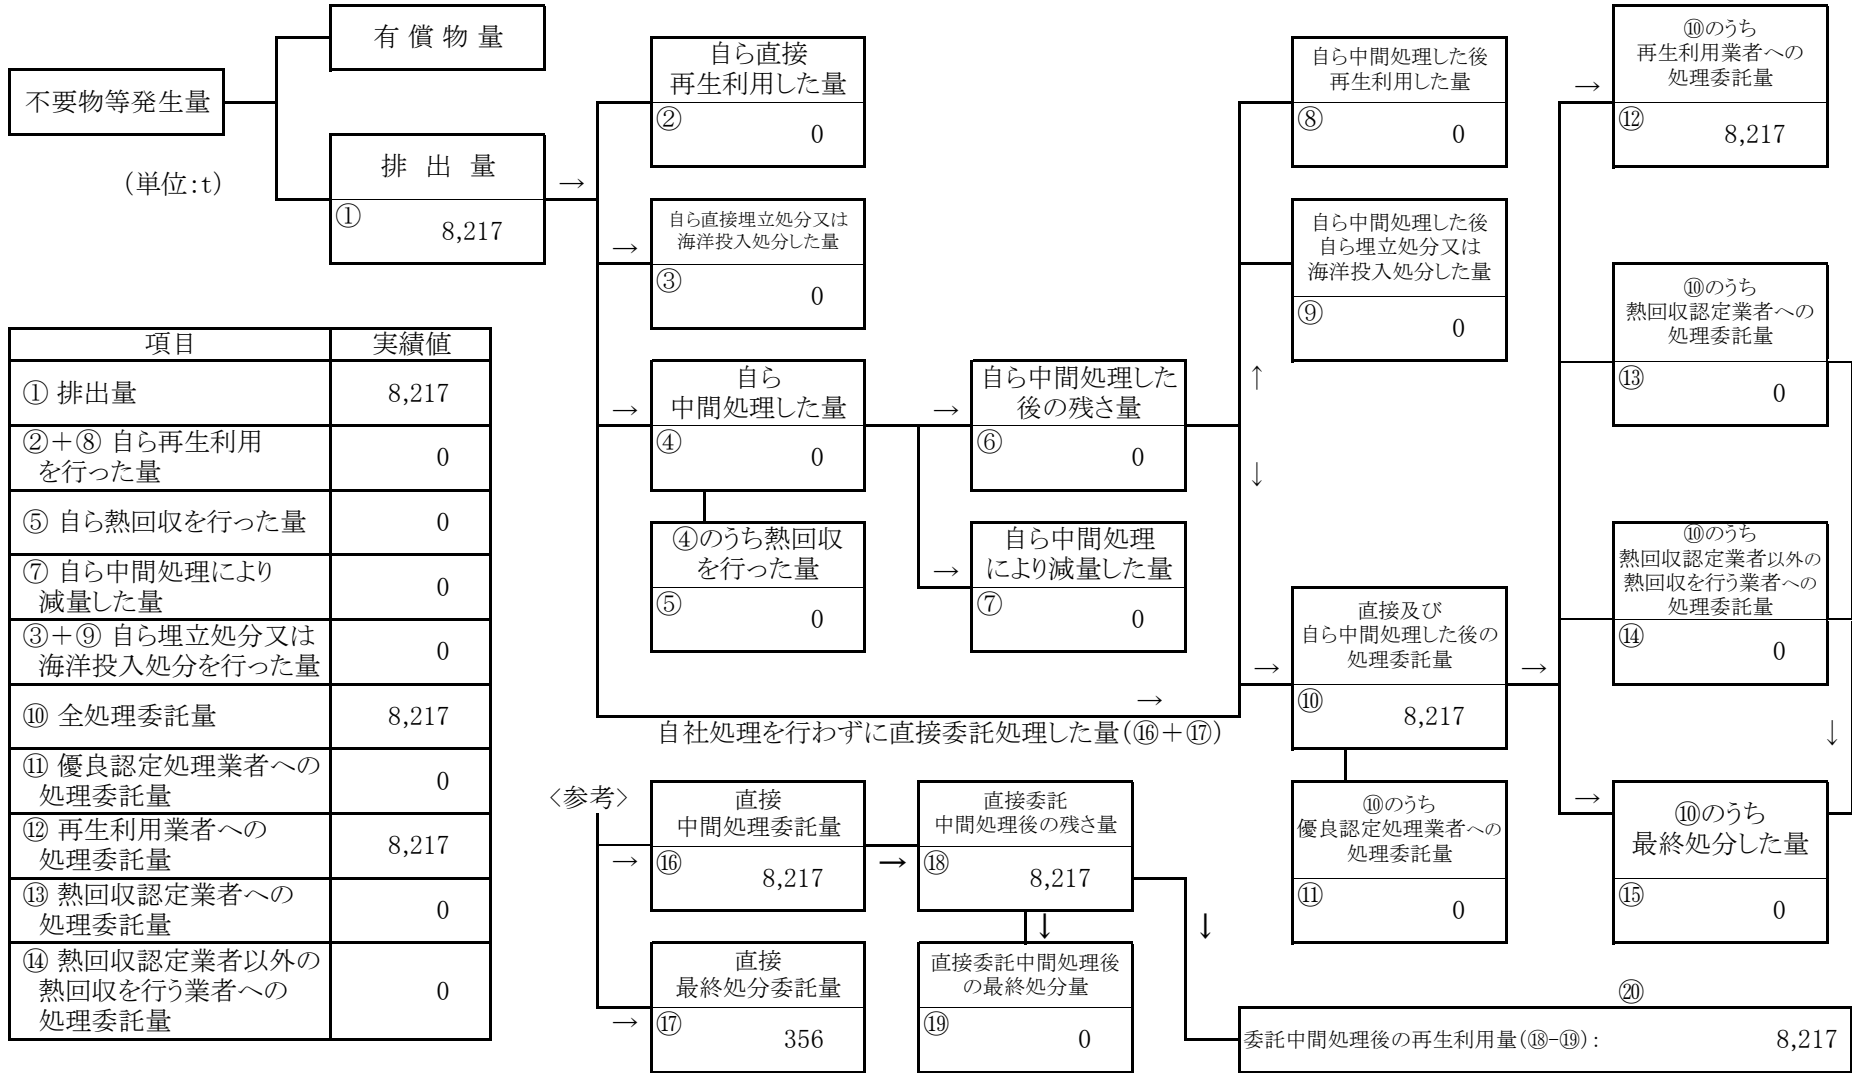 不要物等発生量
(単位:t)
有 償 物 量
排 出 量
①
8,217
→
自ら直接
再生利用した量
②
0
→
自ら直接埋立処分又は
海洋投入処分した量
③
0
→
自ら
中間処理した量
④
0
④のうち熱回収
を行った量
⑤
0
→
自ら中間処理した
後の残さ量
⑥
0
→
自ら中間処理
により減量した量
⑦
0
↑
↓
自ら中間処理した後
再生利用した量
⑧
0
自ら中間処理した後
自ら埋立処分又は
海洋投入処分した量
⑨
0
→
自社処理を行わずに直接委託処理した量(⑯+⑰)
→
直接及び
自ら中間処理した後の
処理委託量
⑩
8,217
⑩のうち
優良認定処理業者への
処理委託量
⑪
0
→
→
⑩のうち
再生利用業者への
処理委託量
⑫
8,217
⑩のうち
熱回収認定業者への
処理委託量
⑬
0
⑩のうち
熱回収認定業者以外の
熱回収を行う業者への
処理委託量
⑭
0
↓
→
⑩のうち
最終処分した量
⑮
0
項目 実績値
① 排出量 8,217
②+⑧ 自ら再生利用
を行った量 0
⑤ 自ら熱回収を行った量 0
⑦ 自ら中間処理により
減量した量 0
③+⑨ 自ら埋立処分又は
海洋投入処分を行った量 0
⑩ 全処理委託量 8,217
⑪ 優良認定処理業者への
処理委託量 0
⑫ 再生利用業者への
処理委託量 8,217
⑬ 熱回収認定業者への
処理委託量 0
⑭ 熱回収認定業者以外の
熱回収を行う業者への
処理委託量 0
<参考>
→
直接
中間処理委託量
⑯
8,217
→
直接委託
中間処理後の残さ量
⑱
8,217
↓
↓
→
直接
最終処分委託量
⑰
356
直接委託中間処理後
の最終処分量
⑲
0
⑳
委託中間処理後の再生利用量(⑱-⑲): 8,217